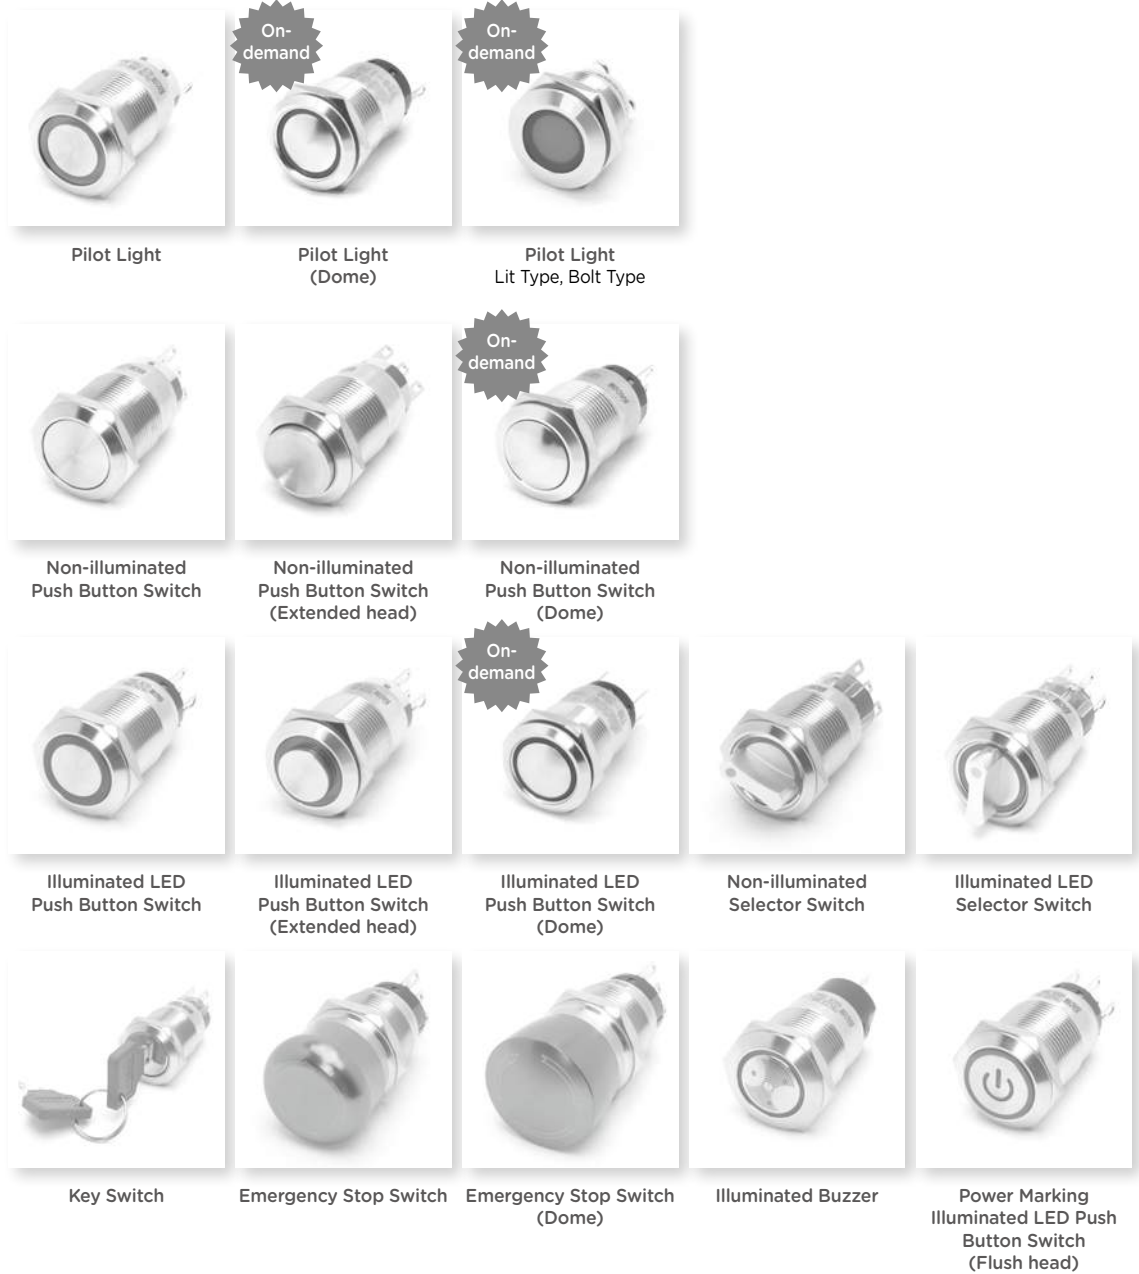 On-
demand
On-
demand
Pilot Light
Pilot Light
(Dome)
Pilot Light
Lit Type, Bolt Type
On-
demand
Non-illuminated
Push Button Switch
Non-illuminated
Push Button Switch
(Extended head)
Non-illuminated
Push Button Switch
(Dome)
On-
demand
Illuminated LED
Push Button Switch
Illuminated LED
Push Button Switch
(Extended head)
Illuminated LED
Push Button Switch
(Dome)
Non-illuminated
Selector Switch
Illuminated LED
Selector Switch
Key Switch
Emergency Stop Switch
Emergency Stop Switch
(Dome)
Illuminated Buzzer
Power Marking
Illuminated LED Push
Button Switch
(Flush head)